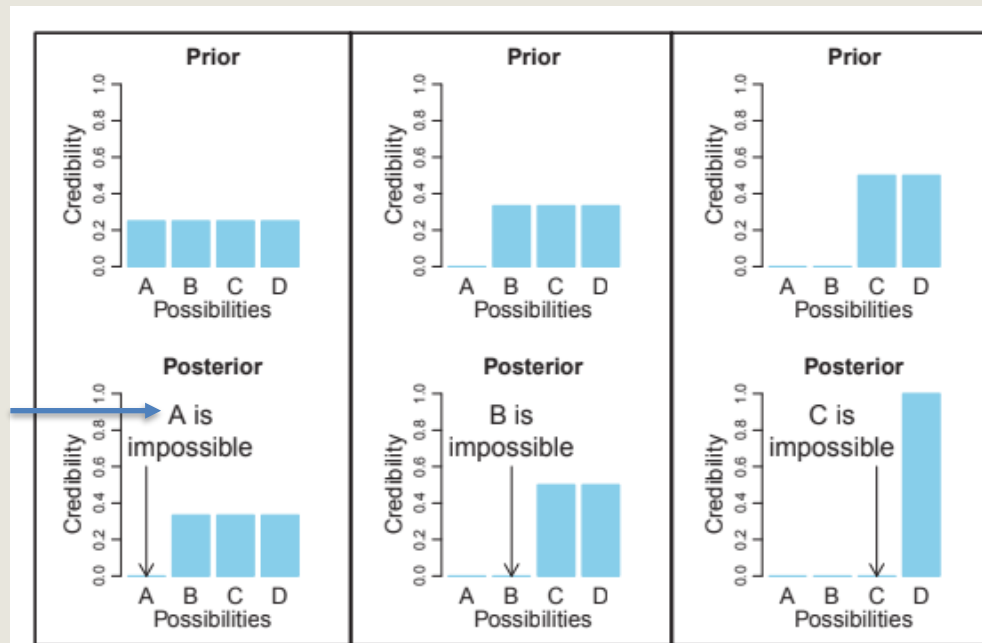 Prior
Credibility
1.0
0.8
0.6
0.4
0.2
0.0
A B C D
Possibilities
Posterior
A is
impossible
Credibility
1.0
0.8
0.6
0.4
0.2
0.0
A B C D
Possibilities
Prior
Credibility
1.0
0.8
0.6
0.4
0.2
0.0
A B C D
Possibilities
Posterior
B is
impossible
Credibility
1.0
0.8
0.6
0.4
0.2
0.0
A B C D
Possibilities
Prior
Credibility
1.0
0.8
0.6
0.4
0.2
0.0
A B C D
Possibilities
Posterior
C is
impossible
Credibility
1.0
0.8
0.6
0.4
0.2
0.0
A B C D
Possibilities